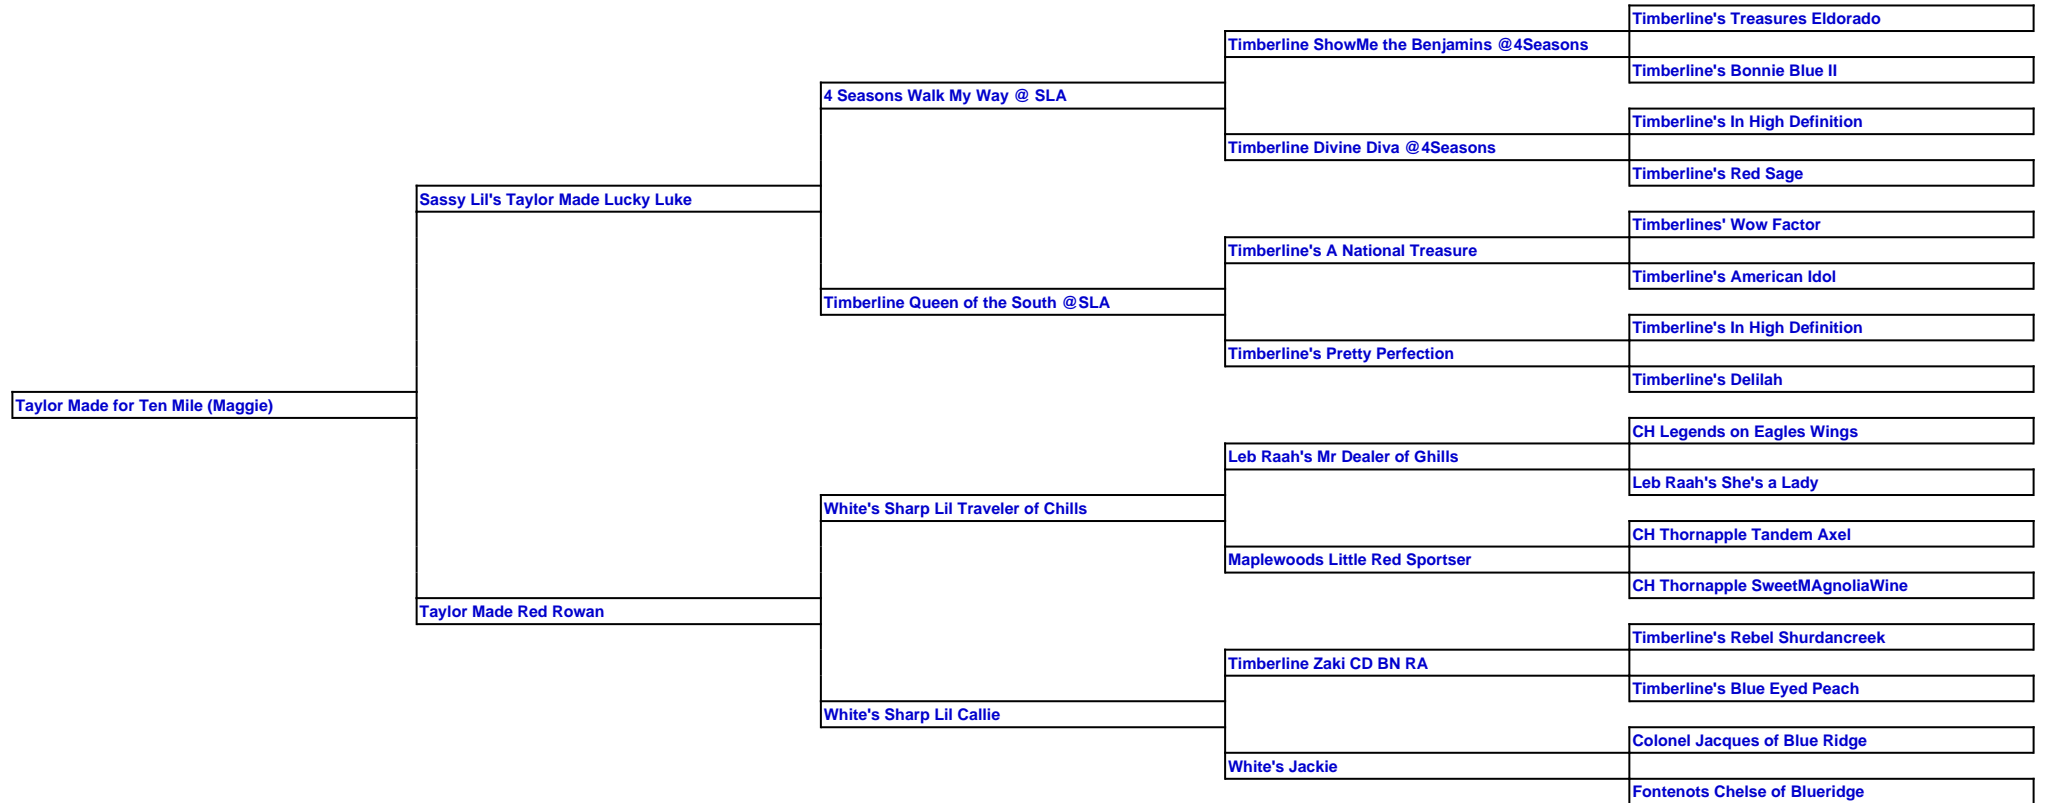 Timberline's Treasures Eldorado
Timberline ShowMe the Benjamins @4Seasons
Timberline's Bonnie Blue II
4 Seasons Walk My Way @ SLA
Timberline's In High Definition
Timberline Divine Diva @4Seasons
Timberline's Red Sage
Sassy Lil's Taylor Made Lucky Luke
Timberlines' Wow Factor
Timberline's A National Treasure
Timberline's American Idol
Timberline Queen of the South @SLA
Timberline's In High Definition
Timberline's Pretty Perfection
Timberline's Delilah
Taylor Made for Ten Mile (Maggie)
CH Legends on Eagles Wings
Leb Raah's Mr Dealer of Ghills
Leb Raah's She's a Lady
White's Sharp Lil Traveler of Chills
CH Thornapple Tandem Axel
Maplewoods Little Red Sportser
CH Thornapple SweetMAgnoliaWine
Taylor Made Red Rowan
Timberline's Rebel Shurdancreek
Timberline Zaki CD BN RA
Timberline's Blue Eyed Peach
White's Sharp Lil Callie
Colonel Jacques of Blue Ridge
White's Jackie
Fontenots Chelse of Blueridge